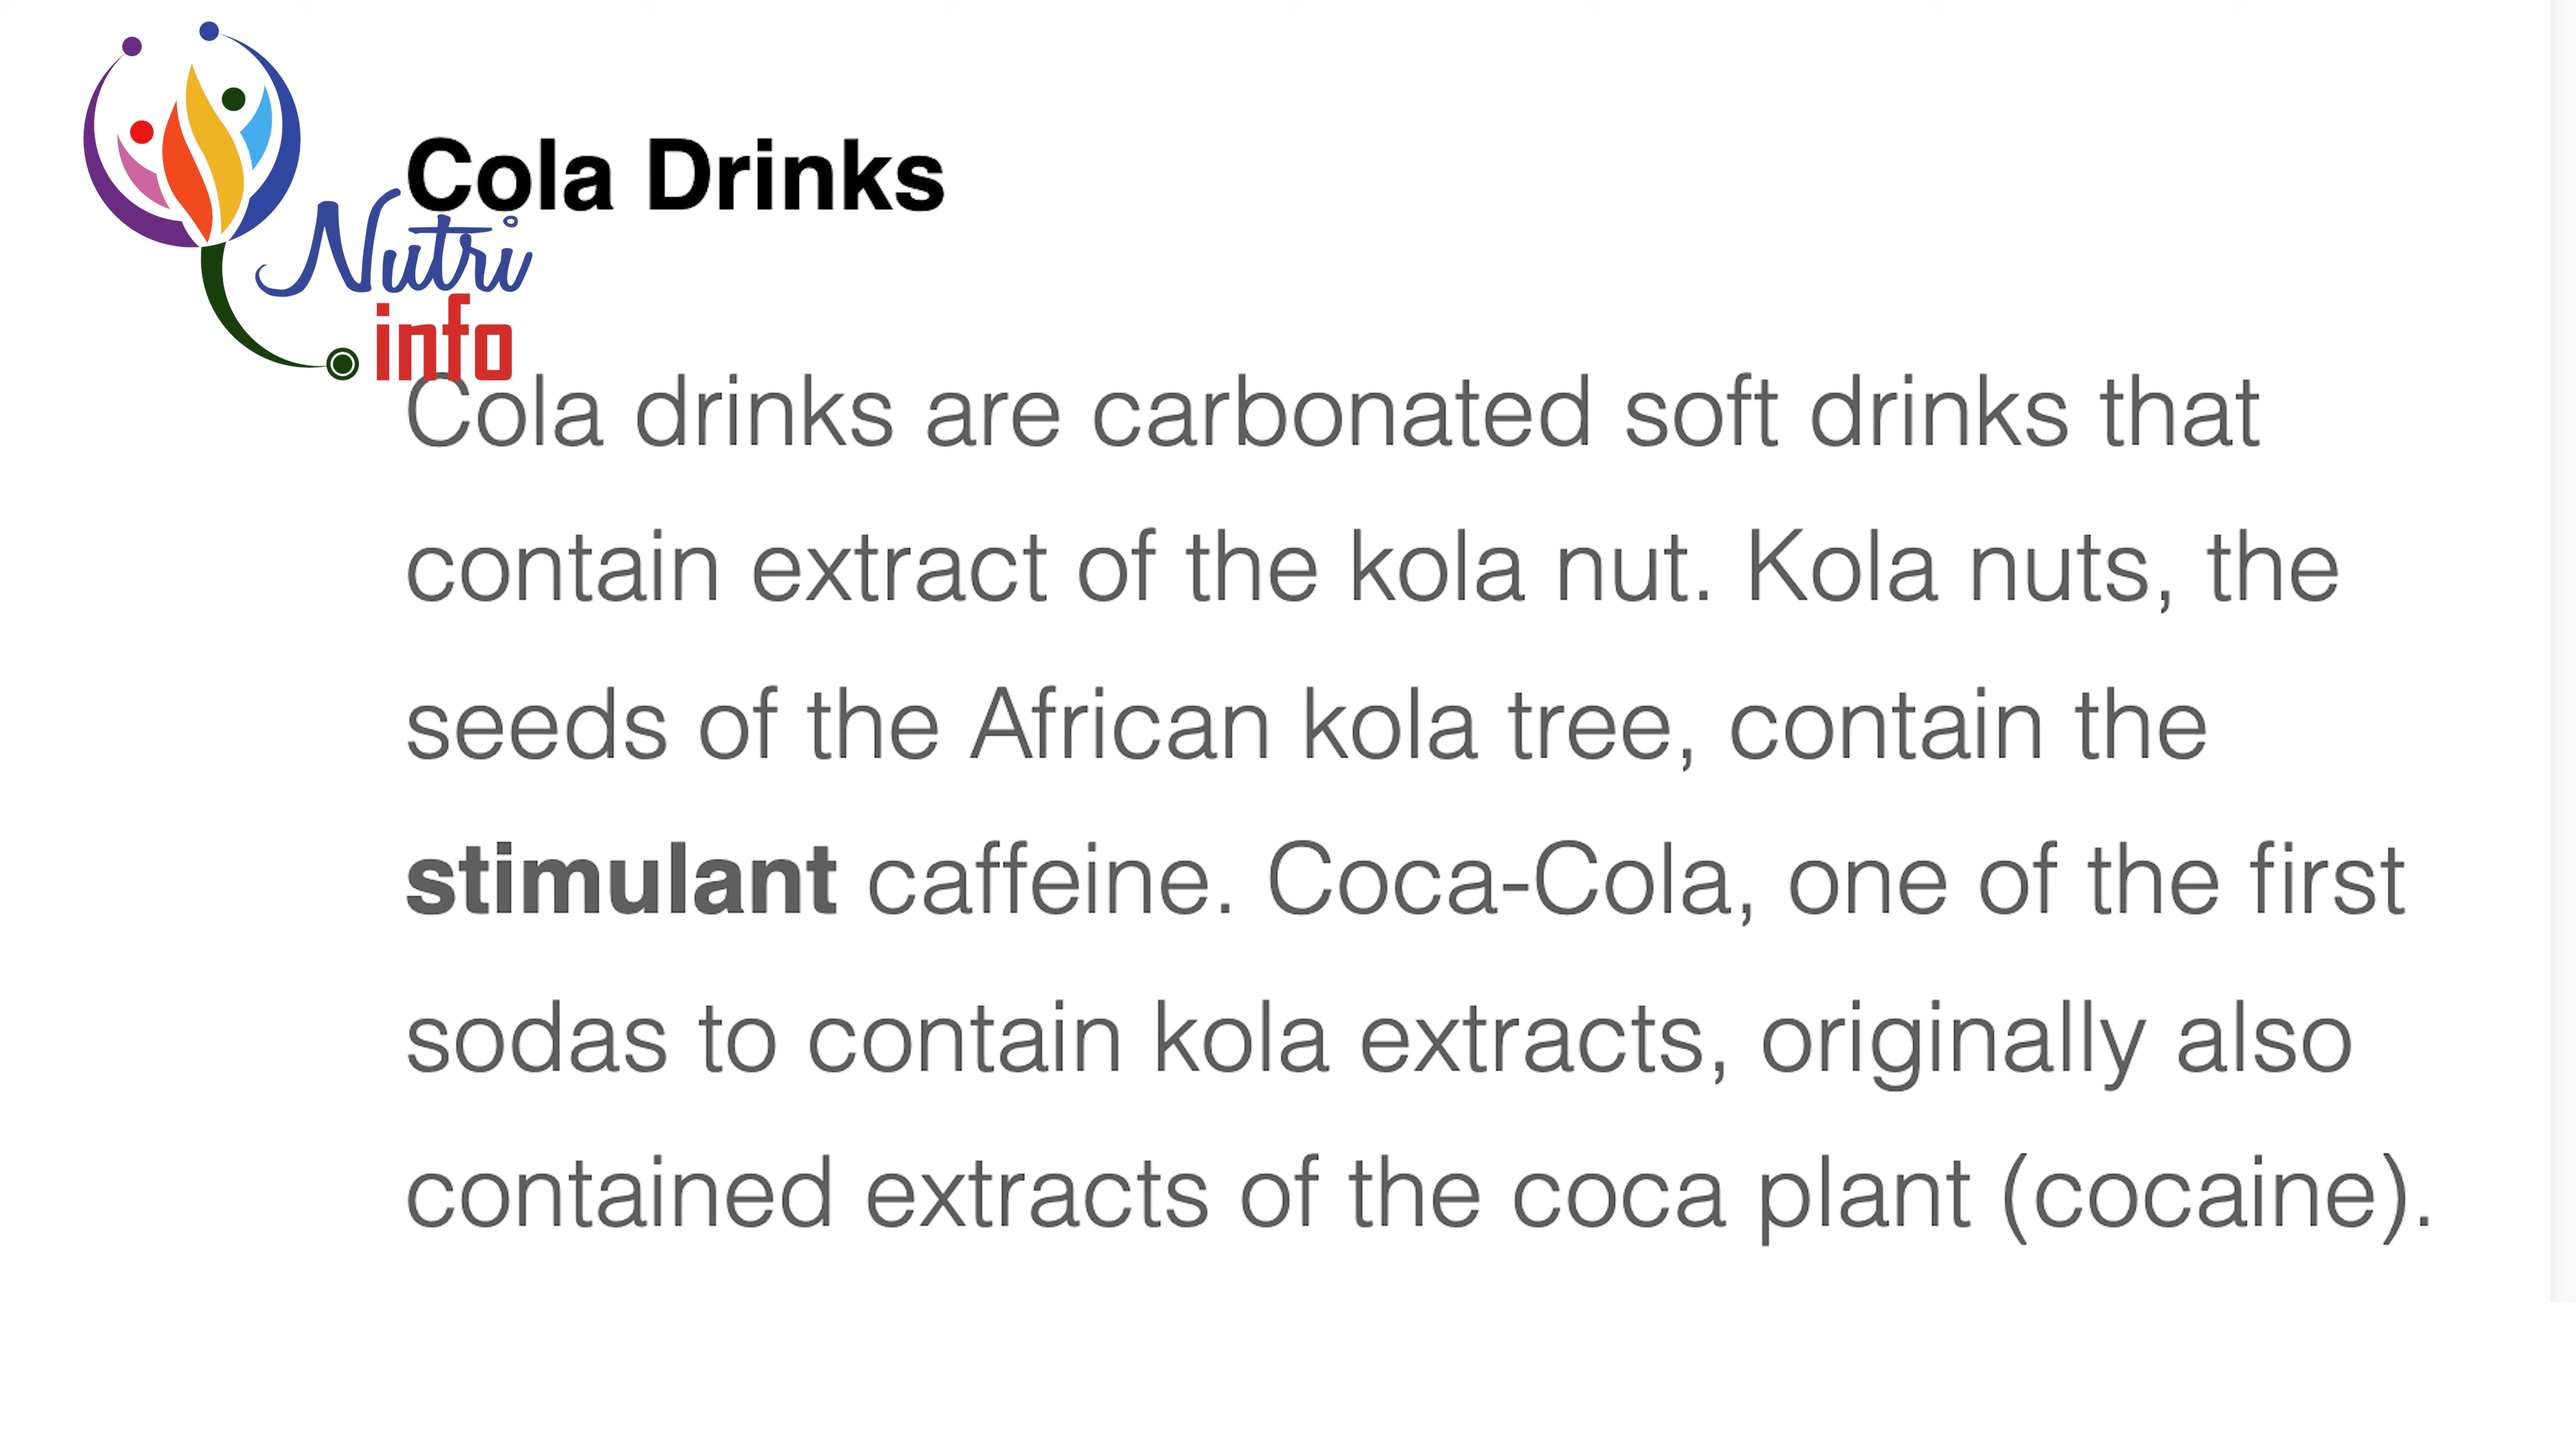 Cola Drinks
Nutri
info
Cola drinks are carbonated soft drinks that
contain extract of the kola nut. Kola nuts, the
seeds of the African kola tree, contain the
stimulant caffeine. Coca-Cola, one of the first
sodas to contain kola extracts, originally also
contained extracts of the coca plant (cocaine).